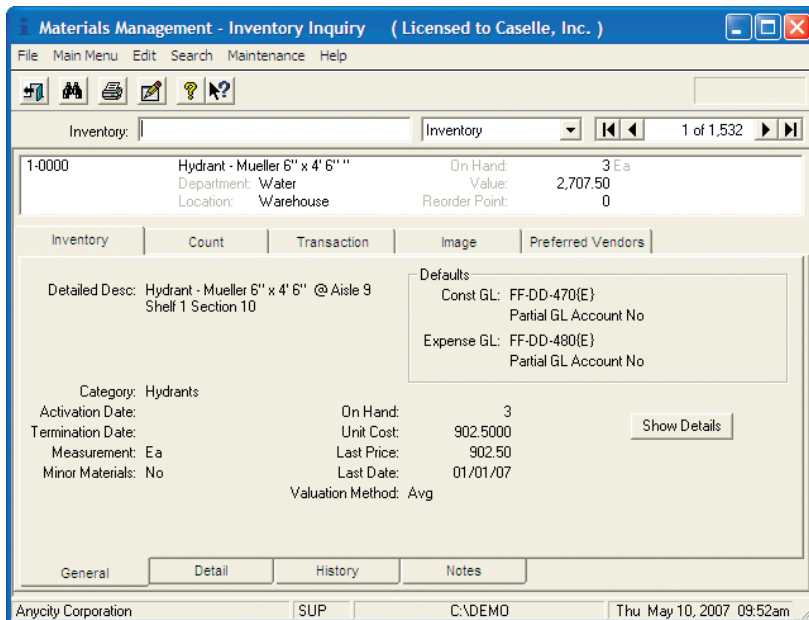 Materials Management - Inventory Inquiry ( Licensed to Caselle, Inc. )
File Main Menu Edit Search Maintenance Help
Inventory: Inventory 1 of 1,532
1-0000 Hydrant - Mueller 6" x 4' 6" " On Hand: 3 Ea
Department: Water Value: 2,707.50
Location: Warehouse Reorder Point: 0
Inventory Count Transaction Image Preferred Vendors
Detailed Desc: Hydrant - Mueller 6" x 4' 6" @ Aisle 9
Shelf 1 Section 10
Defaults
Const GL: FF-DD-470{E}
Partial GL Account No
Expense GL: FF-DD-480{E}
Partial GL Account No
Category: Hydrants
Activation Date: On Hand: 3
Termination Date: Unit Cost: 902.5000 Show Details
Measurement: Ea Last Price: 902.50
Minor Materials: No Last Date: 01/01/07
Valuation Method: Avg
General Detail History Notes
Anycity Corporation SUP C:\DEMO Thu May 10, 2007 09:52am